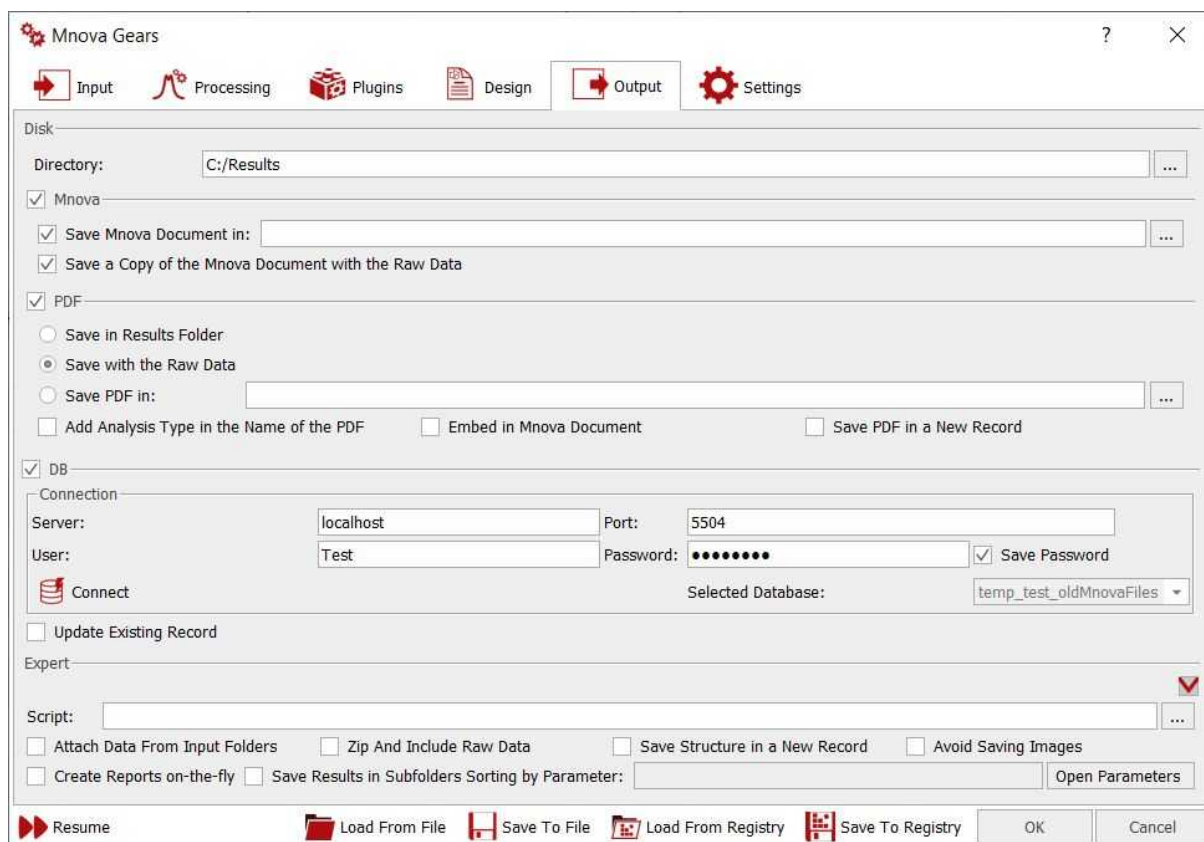 Mnova Gears ?
Input Processing Plugins Design Output Settings
Disk
Directory: C:/Results ...
Mnova
Save Mnova Document in: ...
Save a Copy of the Mnova Document with the Raw Data
PDF
Save in Results Folder
Save with the Raw Data
Save PDF in: ...
Add Analysis Type in the Name of the PDF Embed in Mnova Document Save PDF in a New Record
DB
Connection
Server: localhost Port: 5504
User: Test Password: ●●●●●●●● Save Password
Connect Selected Database: temp_test_oldMnovaFiles
Update Existing Record
Expert
Script: ...
Attach Data From Input Folders Zip And Include Raw Data Save Structure in a New Record Avoid Saving Images
Create Reports on-the-fly Save Results in Subfolders Sorting by Parameter: Open Parameters
Resume Load From File Save To File Load From Registry Save To Registry OK Cancel